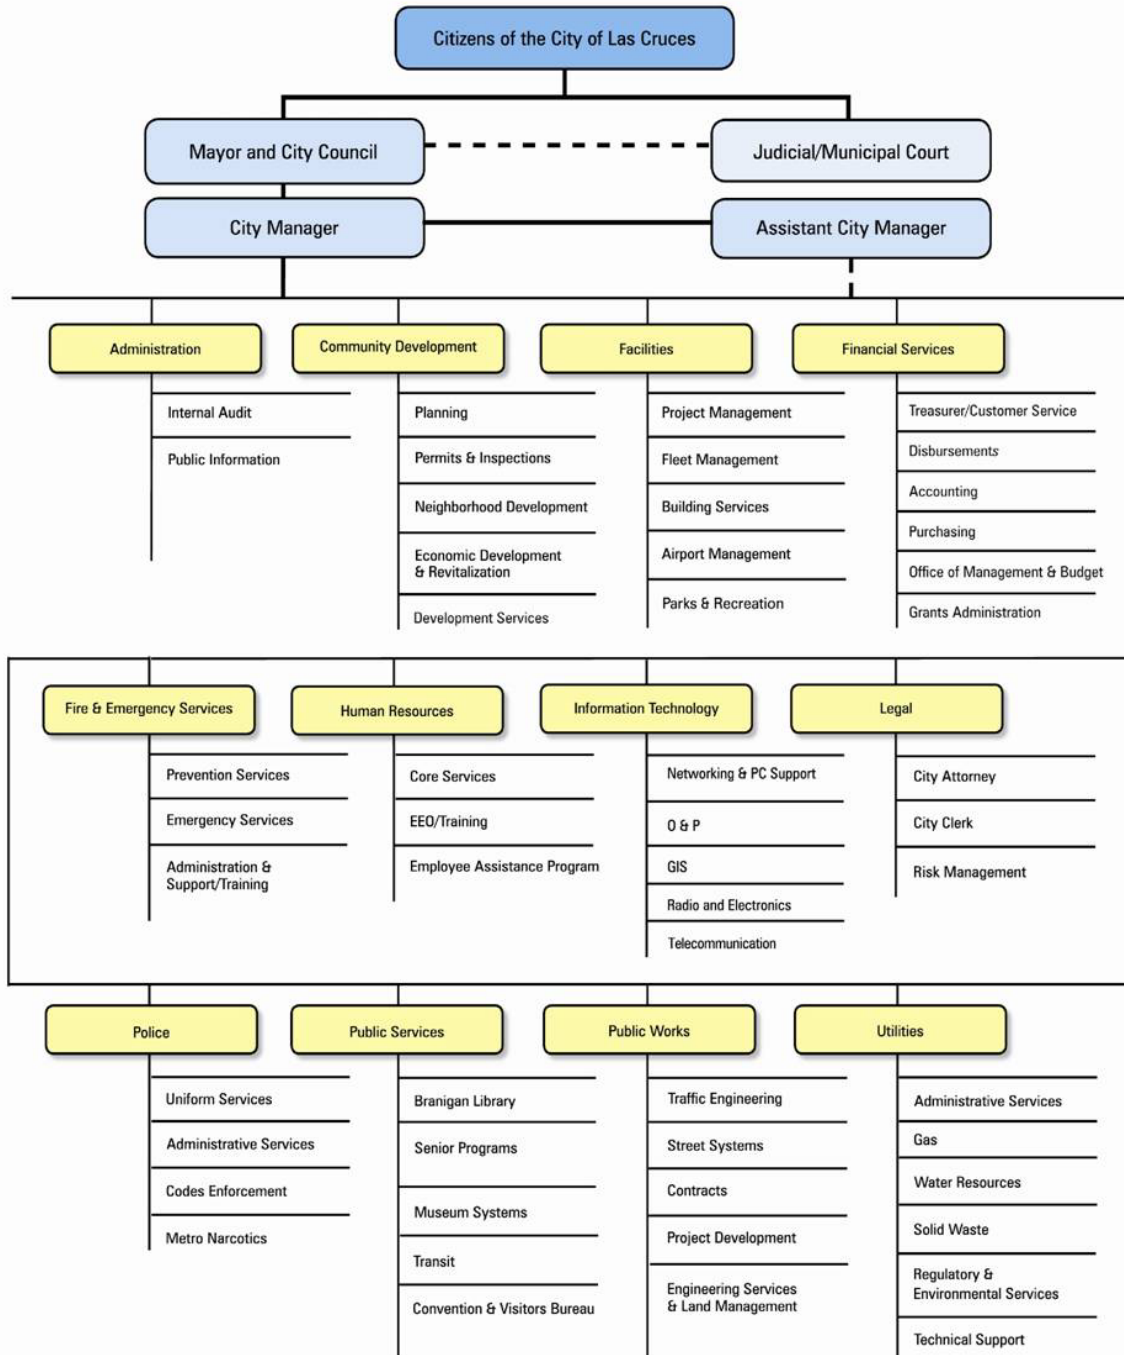 Citizens of the City of Las Cruces
Mayor and City Council
Judicial/Municipal Court
City Manager
Assistant City Manager
Administration
Internal Audit
Public Information
Community Development
Planning
Permits & Inspections
Neighborhood Development
Economic Development
& Revitalization
Development Services
Facilities
Project Management
Fleet Management
Building Services
Airport Management
Parks & Recreation
Financial Services
Treasurer/Customer Service
Disbursements
Accounting
Purchasing
Office of Management & Budget
Grants Administration
Fire & Emergency Services
Prevention Services
Emergency Services
Administration &
Support/Training
Human Resources
Core Services
EEO/Training
Employee Assistance Program
Information Technology
Networking & PC Support
O & P
GIS
Radio and Electronics
Telecommunication
Legal
City Attorney
City Clerk
Risk Management
Police
Uniform Services
Administrative Services
Codes Enforcement
Metro Narcotics
Public Services
Branigan Library
Senior Programs
Museum Systems
Transit
Convention & Visitors Bureau
Public Works
Traffic Engineering
Street Systems
Contracts
Project Development
Engineering Services
& Land Management
Utilities
Administrative Services
Gas
Water Resources
Solid Waste
Regulatory &
Environmental Services
Technical Support